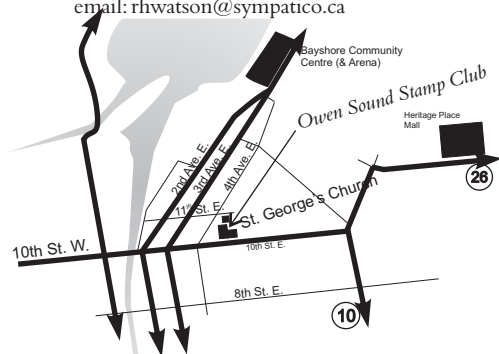 email: rhwatson@sympatico.ca
Bayshore Community
Centre (& Arena)
Owen Sound Stamp Club
Heritage Place
Mall
26
2nd Ave. E.
3rd Ave. E.
4th Ave. E
11th St. E.
St. George's Church
10th St. W.
10th St. E.
8th St. E.
10